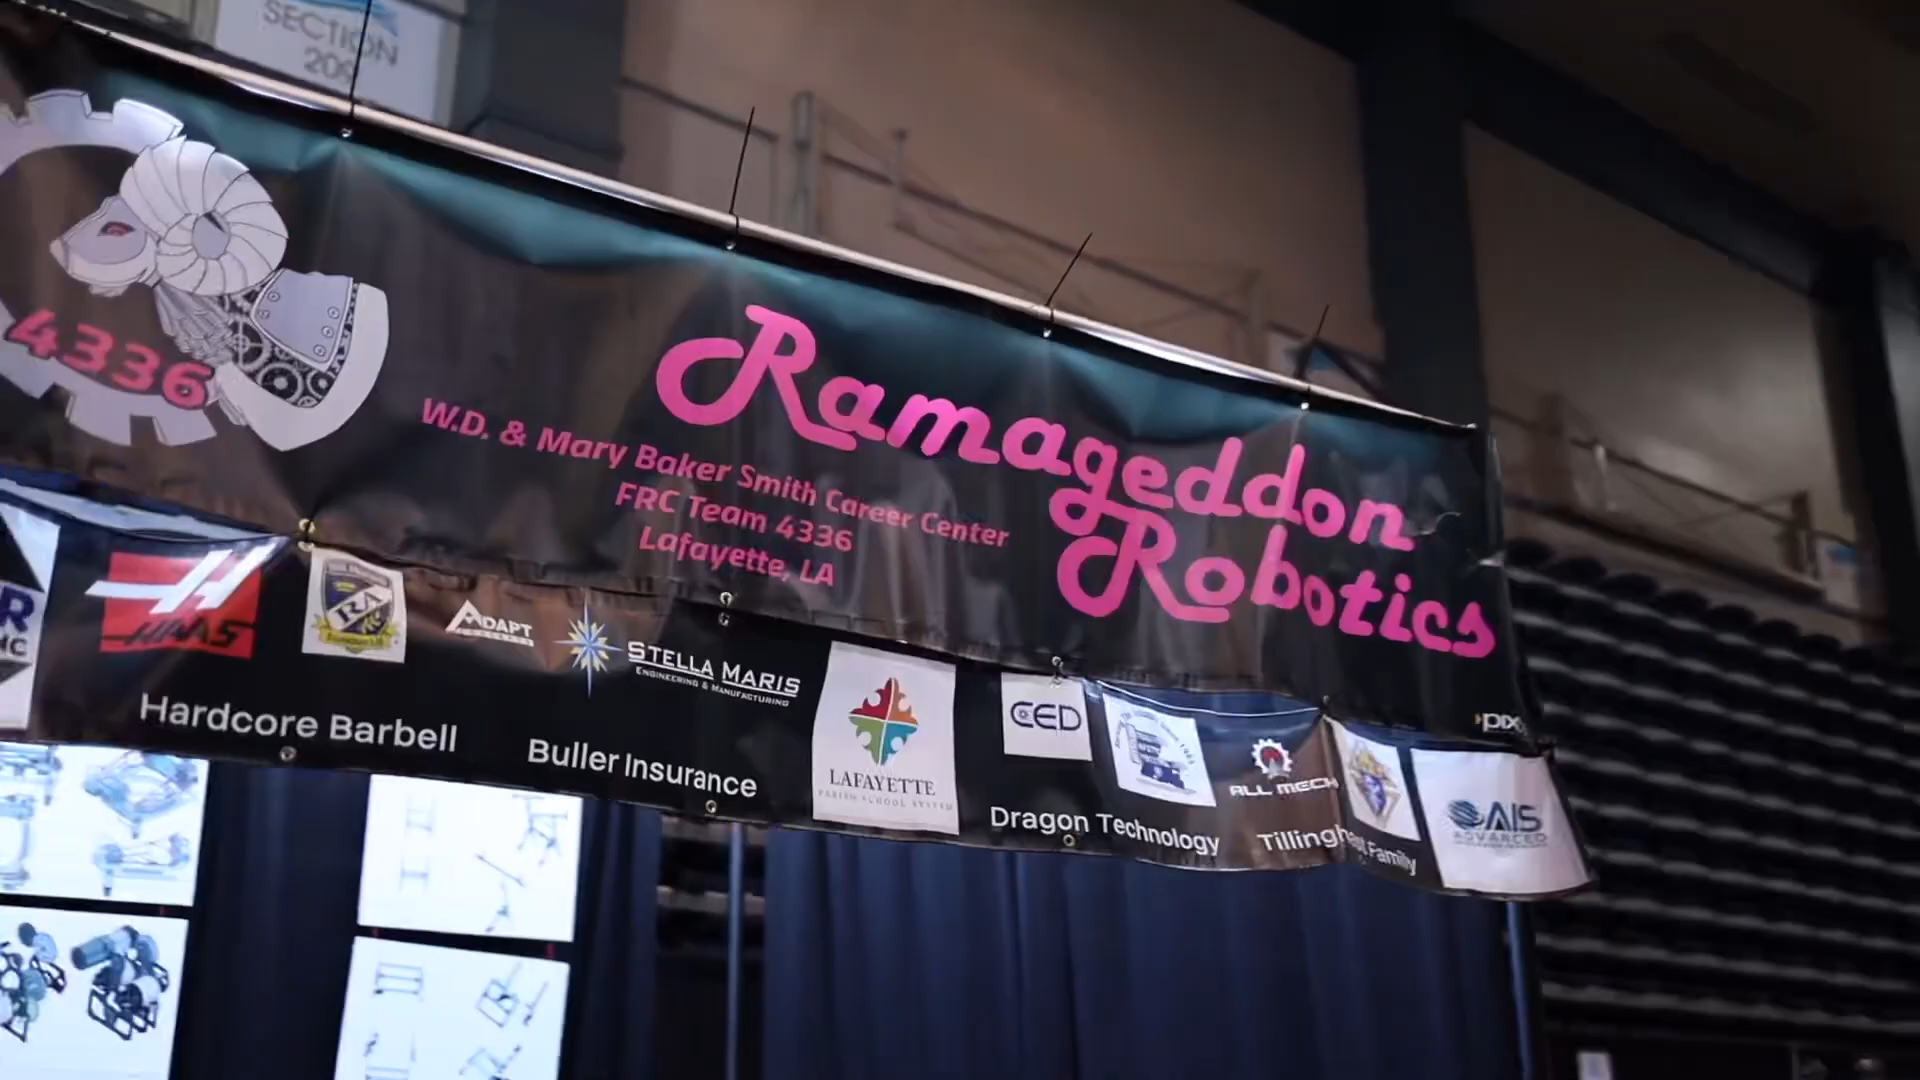 SECTION
4336
Ramageddon
Robotics
W.D. & Mary Baker Smith Career Center
FRC Team 4336
Lafayette, LA
HAAS
RA
ADAPT
STELLA MARIS
ENGINEERING & MANUFACTURING
LAFAYETTE
PARISH SCHOOL SYSTEM
CED
ALL MECH
AIS
ADVANCED
Hardcore Barbell
Buller Insurance
Dragon Technology
Family